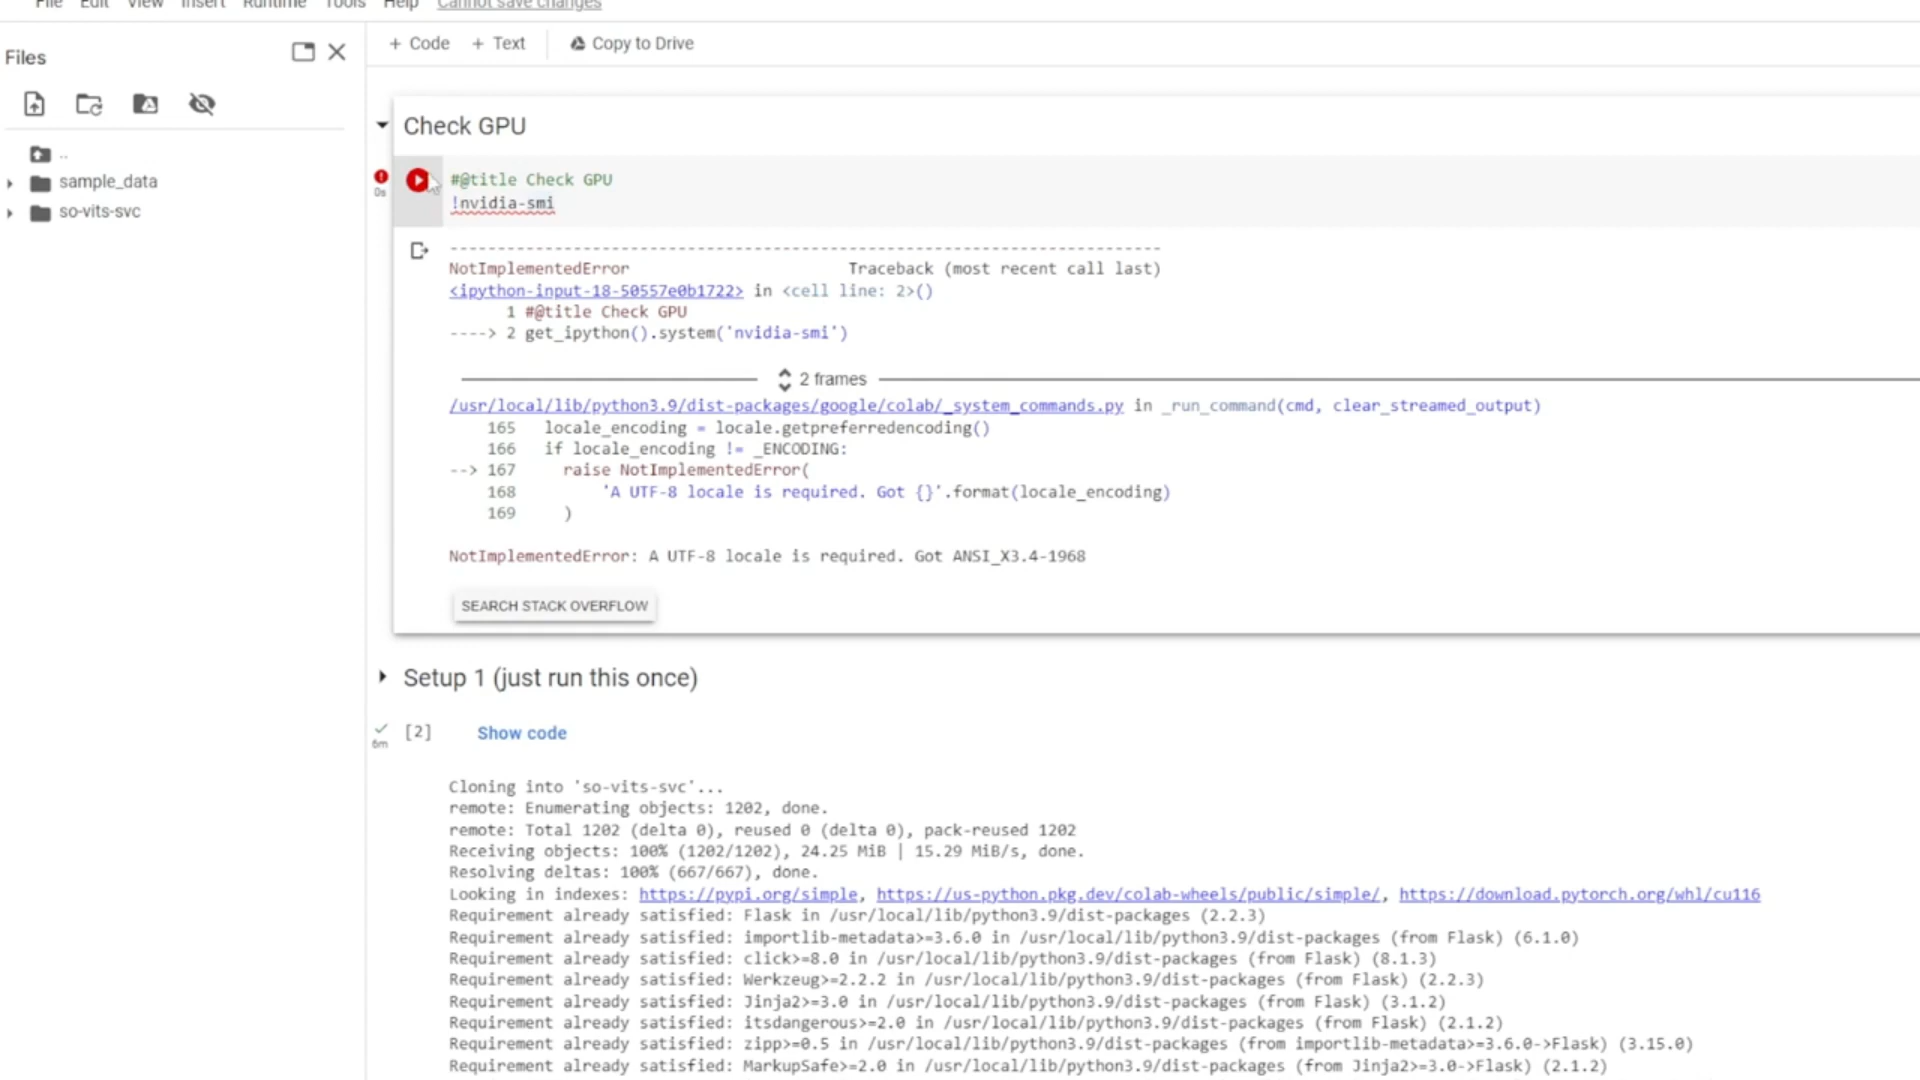 File Edit View Insert Runtime Tools Help Cannot save changes
Files
+ Code + Text Copy to Drive
..
sample_data
so-vits-svc
Check GPU
0s
#@title Check GPU
!nvidia-smi
---------------------------------------------------------------------------
NotImplementedError Traceback (most recent call last)
<ipython-input-18-50557e0b1722> in <cell line: 2>()
1 #@title Check GPU
----> 2 get_ipython().system('nvidia-smi')
2 frames
/usr/local/lib/python3.9/dist-packages/google/colab/_system_commands.py in _run_command(cmd, clear_streamed_output)
165 locale_encoding = locale.getpreferredencoding()
166 if locale_encoding != _ENCODING:
--> 167 raise NotImplementedError(
168 'A UTF-8 locale is required. Got {}'.format(locale_encoding)
169 )
NotImplementedError: A UTF-8 locale is required. Got ANSI_X3.4-1968
SEARCH STACK OVERFLOW
Setup 1 (just run this once)
6m
[2] Show code
Cloning into 'so-vits-svc'...
remote: Enumerating objects: 1202, done.
remote: Total 1202 (delta 0), reused 0 (delta 0), pack-reused 1202
Receiving objects: 100% (1202/1202), 24.25 MiB | 15.29 MiB/s, done.
Resolving deltas: 100% (667/667), done.
Looking in indexes: https://pypi.org/simple, https://us-python.pkg.dev/colab-wheels/public/simple/, https://download.pytorch.org/whl/cu116
Requirement already satisfied: Flask in /usr/local/lib/python3.9/dist-packages (2.2.3)
Requirement already satisfied: importlib-metadata>=3.6.0 in /usr/local/lib/python3.9/dist-packages (from Flask) (6.1.0)
Requirement already satisfied: click>=8.0 in /usr/local/lib/python3.9/dist-packages (from Flask) (8.1.3)
Requirement already satisfied: Werkzeug>=2.2.2 in /usr/local/lib/python3.9/dist-packages (from Flask) (2.2.3)
Requirement already satisfied: Jinja2>=3.0 in /usr/local/lib/python3.9/dist-packages (from Flask) (3.1.2)
Requirement already satisfied: itsdangerous>=2.0 in /usr/local/lib/python3.9/dist-packages (from Flask) (2.1.2)
Requirement already satisfied: zipp>=0.5 in /usr/local/lib/python3.9/dist-packages (from importlib-metadata>=3.6.0->Flask) (3.15.0)
Requirement already satisfied: MarkupSafe>=2.0 in /usr/local/lib/python3.9/dist-packages (from Jinja2>=3.0->Flask) (2.1.2)